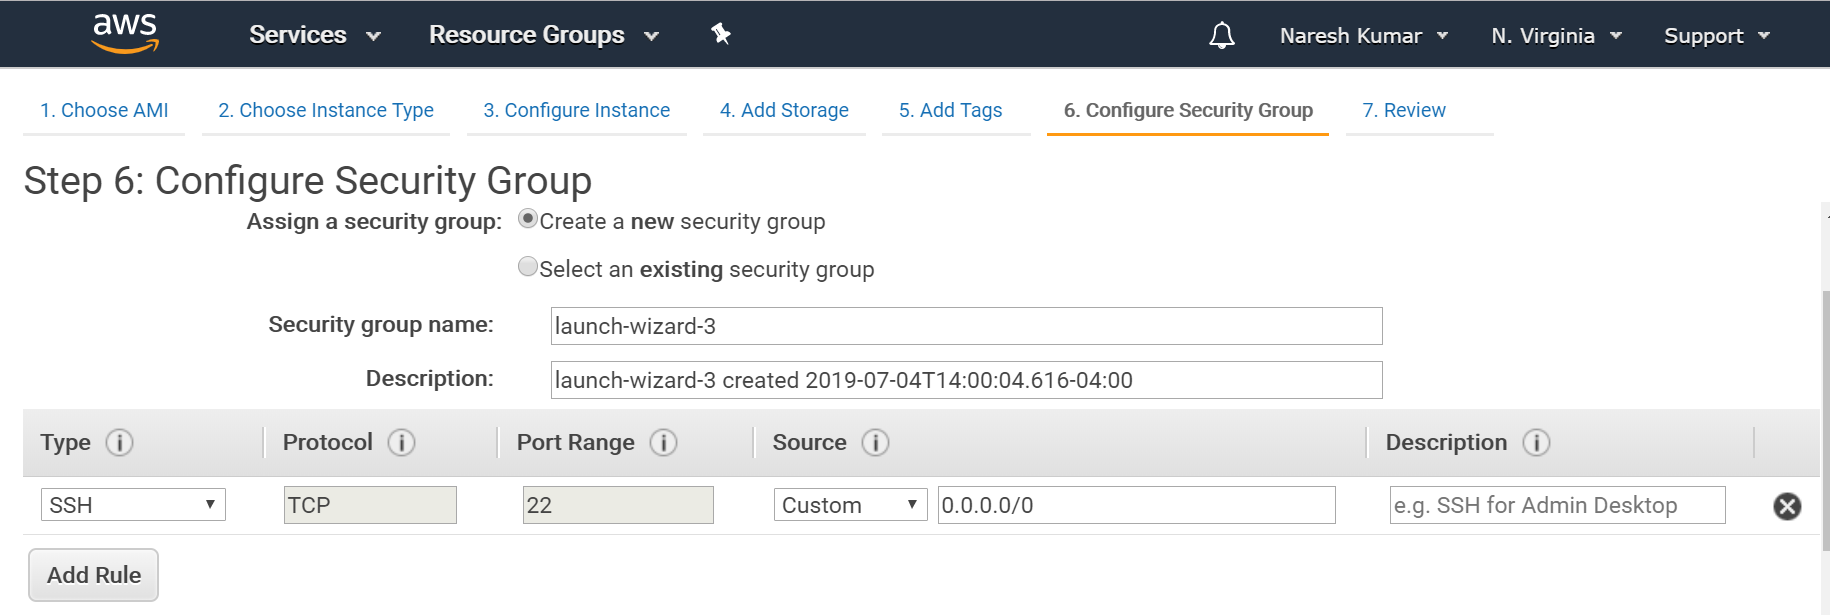 aws Services Resource Groups Naresh Kumar N. Virginia Support
1. Choose AMI 2. Choose Instance Type 3. Configure Instance 4. Add Storage 5. Add Tags 6. Configure Security Group 7. Review
Step 6: Configure Security Group
Assign a security group: Create a new security group
Select an existing security group
Security group name: launch-wizard-3
Description: launch-wizard-3 created 2019-07-04T14:00:04.616-04:00
Type i Protocol i Port Range i Source i Description i
SSH TCP 22 Custom 0.0.0.0/0 e.g. SSH for Admin Desktop
Add Rule